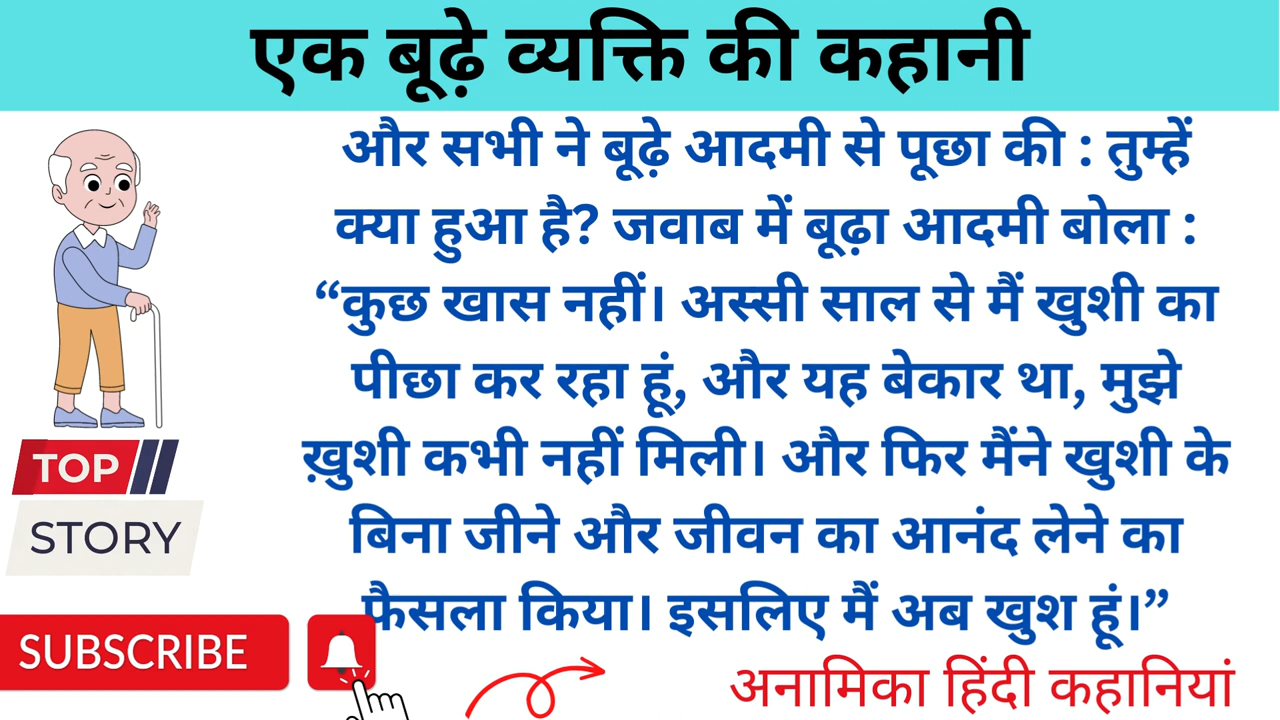 एक बूढ़े व्यक्ति की कहानी
और सभी ने बूढ़े आदमी से पूछा की : तुम्हें
क्या हुआ है? जवाब में बूढ़ा आदमी बोला :
“कुछ खास नहीं। अस्सी साल से मैं खुशी का
पीछा कर रहा हूं, और यह बेकार था, मुझे
ख़ुशी कभी नहीं मिली। और फिर मैंने खुशी के
बिना जीने और जीवन का आनंद लेने का
फैसला किया। इसलिए मैं अब खुश हूं।”
TOP
STORY
SUBSCRIBE
अनामिका हिंदी कहानियां